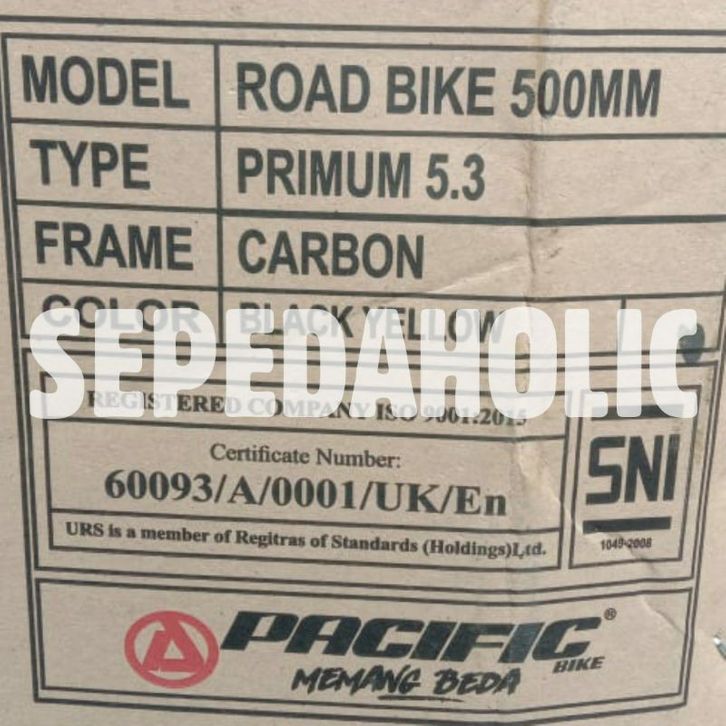 MODEL ROAD BIKE 500MM
TYPE PRIMUM 5.3
FRAME CARBON
COLOR BLACK YELLOW
SEPEDAHOLIC
REGISTERED COMPANY ISO 9001:2015
Certificate Number:
60093/A/0001/UK/En
URS is a member of Regitras of Standards (Holdings)Ltd.
SNI
1049-2008
PACIFIC®
BIKE
MEMANG BEDA